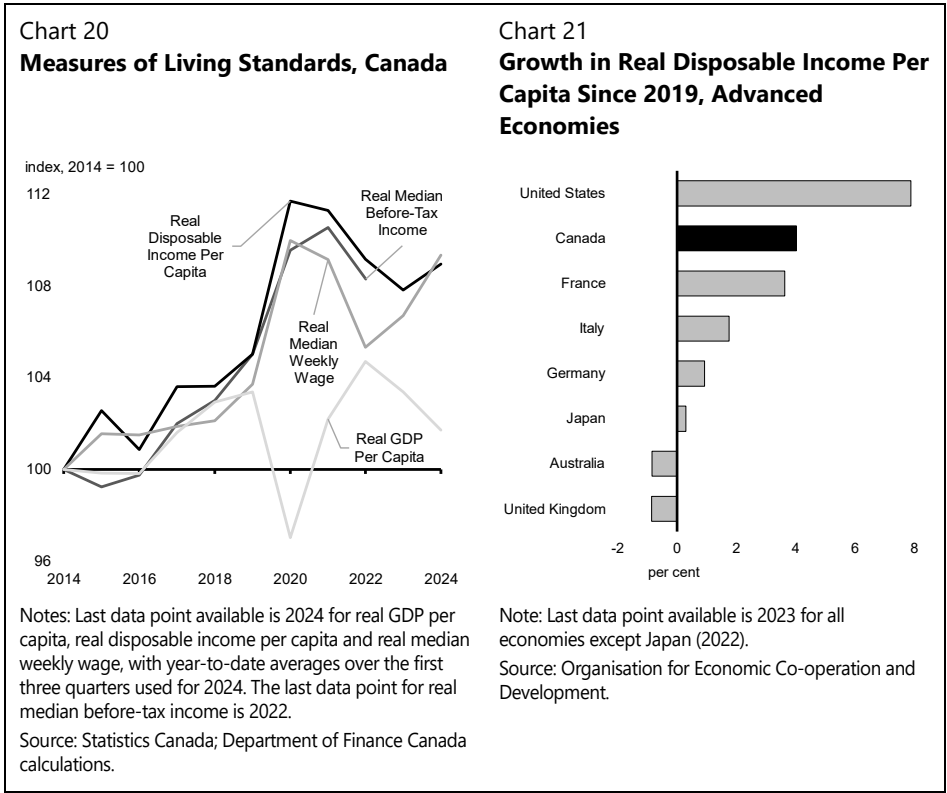 Chart 20
Measures of Living Standards, Canada
index, 2014 = 100
112
108
104
100
96
2014
2016
2018
2020
2022
2024
Real
Disposable
Income Per
Capita
Real Median
Before-Tax
Income
Real
Median
Weekly
Wage
Real GDP
Per Capita
Notes: Last data point available is 2024 for real GDP per
capita, real disposable income per capita and real median
weekly wage, with year-to-date averages over the first
three quarters used for 2024. The last data point for real
median before-tax income is 2022.
Source: Statistics Canada; Department of Finance Canada
calculations.
Chart 21
Growth in Real Disposable Income Per
Capita Since 2019, Advanced
Economies
United States
Canada
France
Italy
Germany
Japan
Australia
United Kingdom
-2
0
2
4
6
8
per cent
Note: Last data point available is 2023 for all
economies except Japan (2022).
Source: Organisation for Economic Co-operation and
Development.